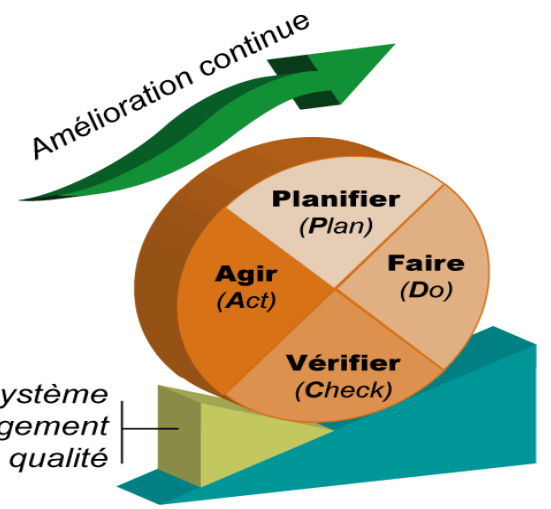 Amélioration continue
Planifier
(Plan)
Faire
(Do)
Agir
(Act)
Vérifier
(Check)
ystème
gement
qualité